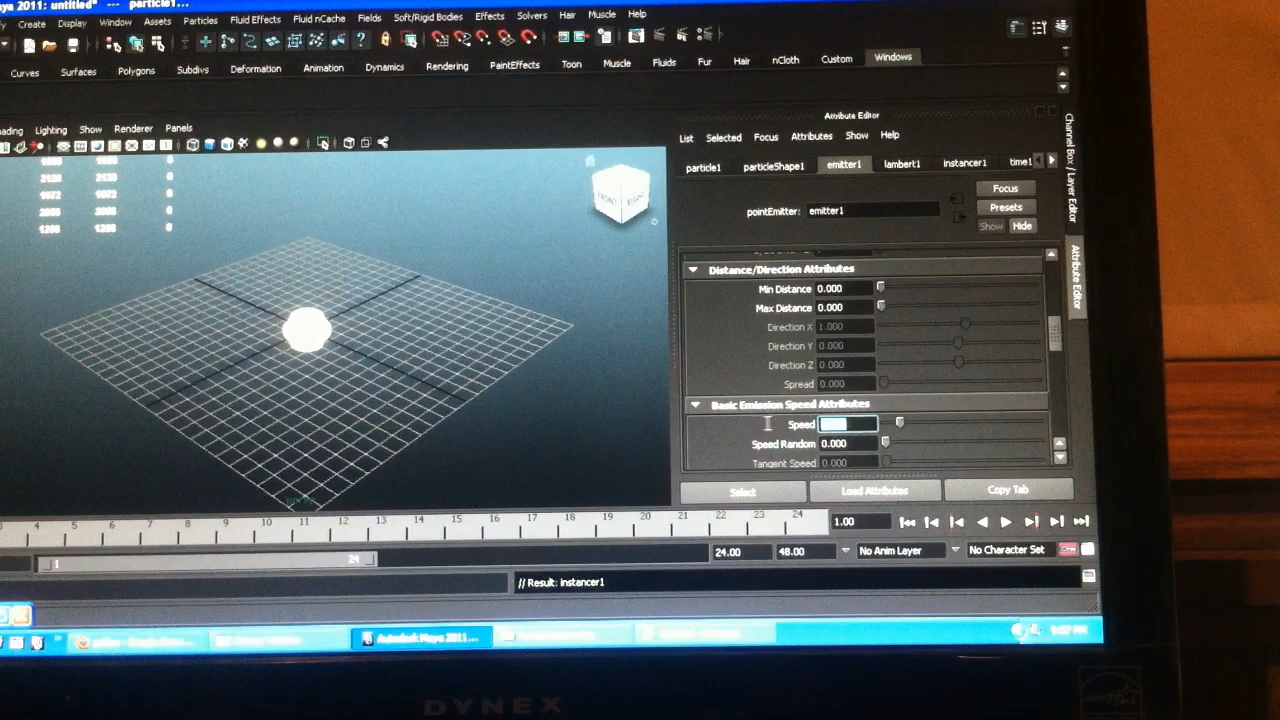 Maya 2011: untitled* --- particle1...
Create Display Window Assets Particles Fluid Effects Fluid nCache Fields Soft/Rigid Bodies Effects Solvers Hair Muscle Help
Curves Surfaces Polygons Subdivs Deformation Animation Dynamics Rendering PaintEffects Toon Muscle Fluids Fur Hair nCloth Custom Windows
Attribute Editor
Lighting Show Renderer Panels
List Selected Focus Attributes Show Help
particle1 particleShape1 emitter1 lambert1 instancer1 time1
Focus
Presets
pointEmitter: emitter1
Show Hide
FRONT RIGHT
Distance/Direction Attributes
Min Distance 0.000
Max Distance 0.000
Direction X 1.000
Direction Y 0.000
Direction Z 0.000
Spread 0.000
Basic Emission Speed Attributes
Speed
Speed Random 0.000
Tangent Speed 0.000
Select Load Attributes Copy Tab
Channel Box / Layer Editor
Attribute Editor
4 5 6 7 8 9 10 11 12 13 14 15 16 17 18 19 20 21 22 23 24
1.00
1 24 24.00 48.00 No Anim Layer No Character Set
// Result: instancer1
Autodesk Maya 2011...
DYNEX